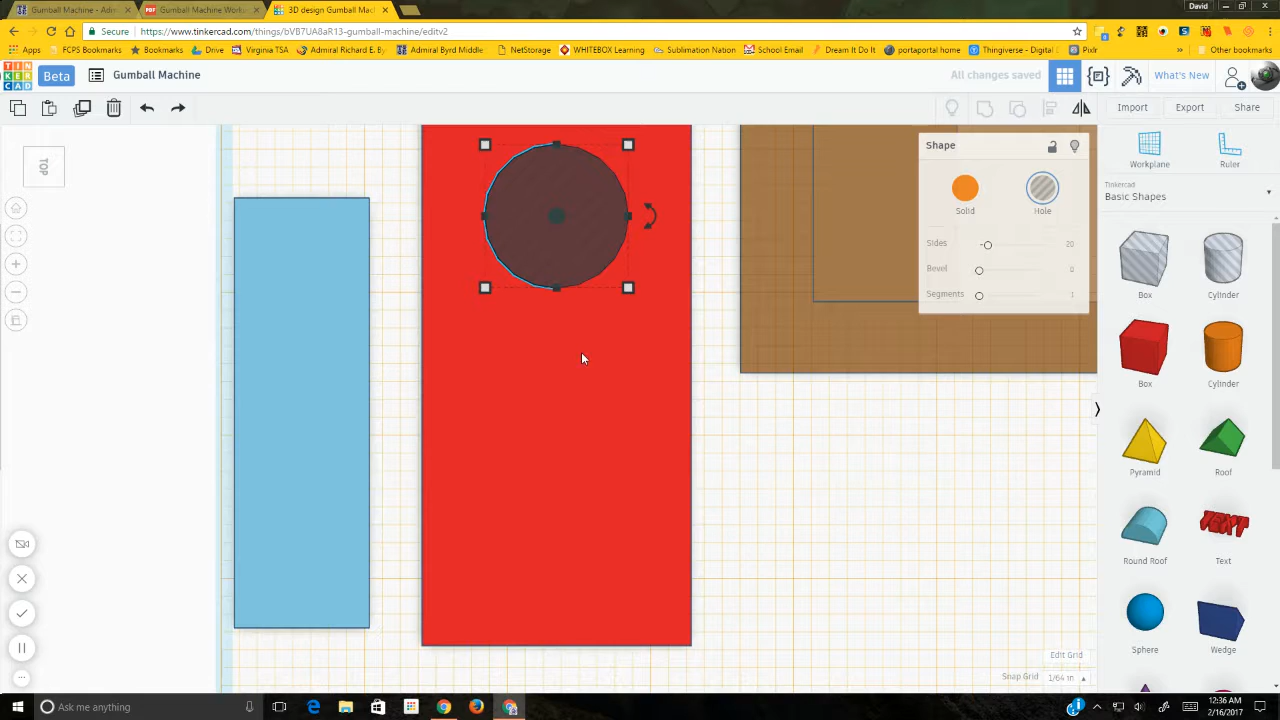 Gumball Machine - Adm
Gumball Machine Works
3D design Gumball Mac
David
Secure
https://www.tinkercad.com/things/bVB7UA8aR13-gumball-machine/editv2
Apps
FCPS Bookmarks
Bookmarks
Drive
Virginia TSA
Admiral Richard E. By
Admiral Byrd Middle
NetStorage
WHITEBOX Learning
Sublimation Nation
School Email
Dream It Do It
portaportal home
Thingiverse - Digital
Pixlr
Other bookmarks
TIN
KER
CAD
Beta
Gumball Machine
All changes saved
What's New
Import
Export
Share
TOP
Shape
Solid
Hole
Sides
20
Bevel
0
Segments
1
Workplane
Ruler
Tinkercad
Basic Shapes
Box
Cylinder
Box
Cylinder
Pyramid
Roof
TEXT
Round Roof
Text
Sphere
Wedge
Edit Grid
Snap Grid
1/64 in
Ask me anything
12:36 AM
2/16/2017